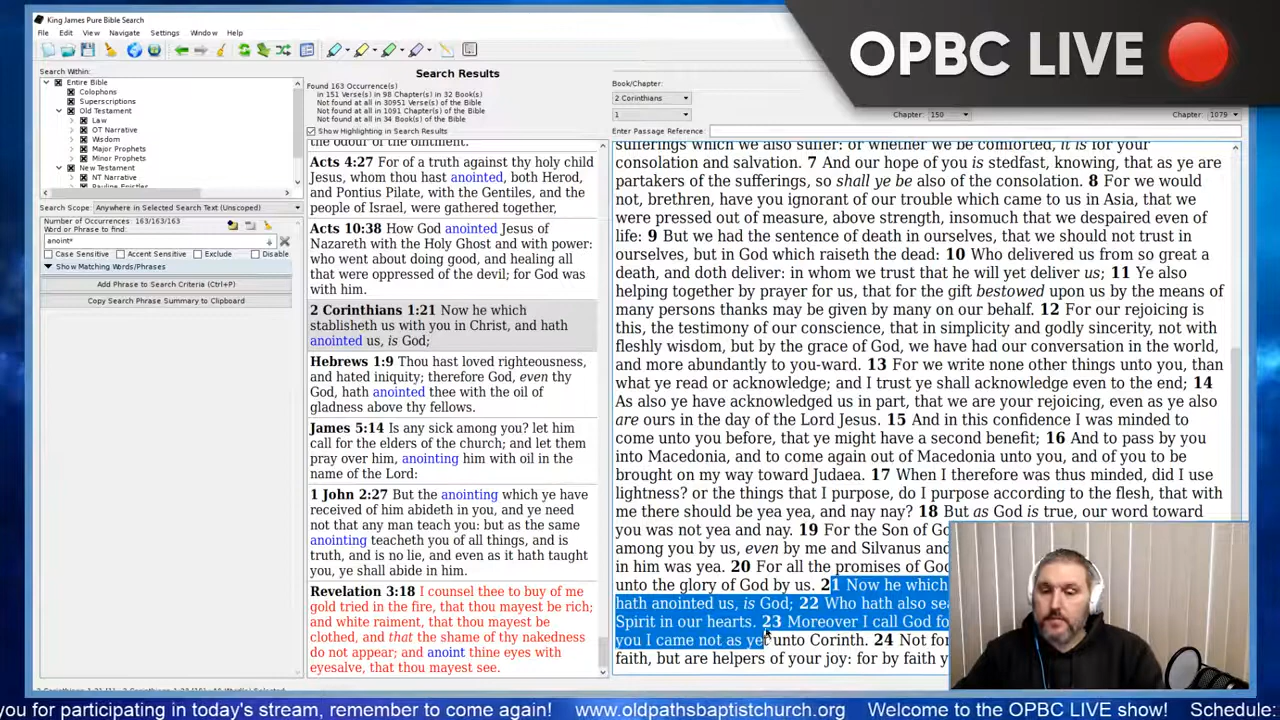 King James Pure Bible Search
File Edit View Navigate Settings Window Help
OPBC LIVE
Search Within:
Entire Bible
Colophons
Superscriptions
Old Testament
Law
OT Narrative
Wisdom
Major Prophets
Minor Prophets
New Testament
NT Narrative
Pauline Epistles
Search Scope: Anywhere in Selected Search Text (Unscoped)
Number of Occurrences: 163/163/163
Word or Phrase to find:
anoint*
Case Sensitive Accent Sensitive Exclude Disable
Show Matching Words/Phrases
Add Phrase to Search Criteria (Ctrl+P)
Copy Search Phrase Summary to Clipboard
Search Results
Found 163 Occurrence(s)
in 151 Verse(s) in 98 Chapter(s) in 32 Book(s)
Not found at all in 30951 Verse(s) of the Bible
Not found at all in 1091 Chapter(s) of the Bible
Not found at all in 34 Book(s) of the Bible
Show Highlighting in Search Results
the odour of the ointment.
Acts 4:27 For of a truth against thy holy child
Jesus, whom thou hast anointed, both Herod,
and Pontius Pilate, with the Gentiles, and the
people of Israel, were gathered together,
Acts 10:38 How God anointed Jesus of
Nazareth with the Holy Ghost and with power:
who went about doing good, and healing all
that were oppressed of the devil; for God was
with him.
2 Corinthians 1:21 Now he which
stablisheth us with you in Christ, and hath
anointed us, is God;
Hebrews 1:9 Thou hast loved righteousness,
and hated iniquity; therefore God, even thy
God, hath anointed thee with the oil of
gladness above thy fellows.
James 5:14 Is any sick among you? let him
call for the elders of the church; and let them
pray over him, anointing him with oil in the
name of the Lord:
1 John 2:27 But the anointing which ye have
received of him abideth in you, and ye need
not that any man teach you: but as the same
anointing teacheth you of all things, and is
truth, and is no lie, and even as it hath taught
you, ye shall abide in him.
Revelation 3:18 I counsel thee to buy of me
gold tried in the fire, that thou mayest be rich;
and white raiment, that thou mayest be
clothed, and that the shame of thy nakedness
do not appear; and anoint thine eyes with
eyesalve, that thou mayest see.
Book/Chapter:
2 Corinthians
1
Chapter: 150
Chapter: 1079
Enter Passage Reference:
sufferings which we also suffer: or whether we be comforted, it is for your
consolation and salvation. 7 And our hope of you is stedfast, knowing, that as ye are
partakers of the sufferings, so shall ye be also of the consolation. 8 For we would
not, brethren, have you ignorant of our trouble which came to us in Asia, that we
were pressed out of measure, above strength, insomuch that we despaired even of
life: 9 But we had the sentence of death in ourselves, that we should not trust in
ourselves, but in God which raiseth the dead: 10 Who delivered us from so great a
death, and doth deliver: in whom we trust that he will yet deliver us; 11 Ye also
helping together by prayer for us, that for the gift bestowed upon us by the means of
many persons thanks may be given by many on our behalf. 12 For our rejoicing is
this, the testimony of our conscience, that in simplicity and godly sincerity, not with
fleshly wisdom, but by the grace of God, we have had our conversation in the world,
and more abundantly to you-ward. 13 For we write none other things unto you, than
what ye read or acknowledge; and I trust ye shall acknowledge even to the end; 14
As also ye have acknowledged us in part, that we are your rejoicing, even as ye also
are ours in the day of the Lord Jesus. 15 And in this confidence I was minded to
come unto you before, that ye might have a second benefit; 16 And to pass by you
into Macedonia, and to come again out of Macedonia unto you, and of you to be
brought on my way toward Judaea. 17 When I therefore was thus minded, did I use
lightness? or the things that I purpose, do I purpose according to the flesh, that with
me there should be yea yea, and nay nay? 18 But as God is true, our word toward
you was not yea and nay. 19 For the Son of Go
among you by us, even by me and Silvanus and
in him was yea. 20 For all the promises of God
unto the glory of God by us. 21 Now he which
hath anointed us, is God; 22 Who hath also sea
Spirit in our hearts. 23 Moreover I call God fo
you I came not as yet unto Corinth. 24 Not for
faith, but are helpers of your joy: for by faith y
you for participating in today's stream, remember to come again! www.oldpathsbaptistchurch.org Welcome to the OPBC LIVE show! Schedule: